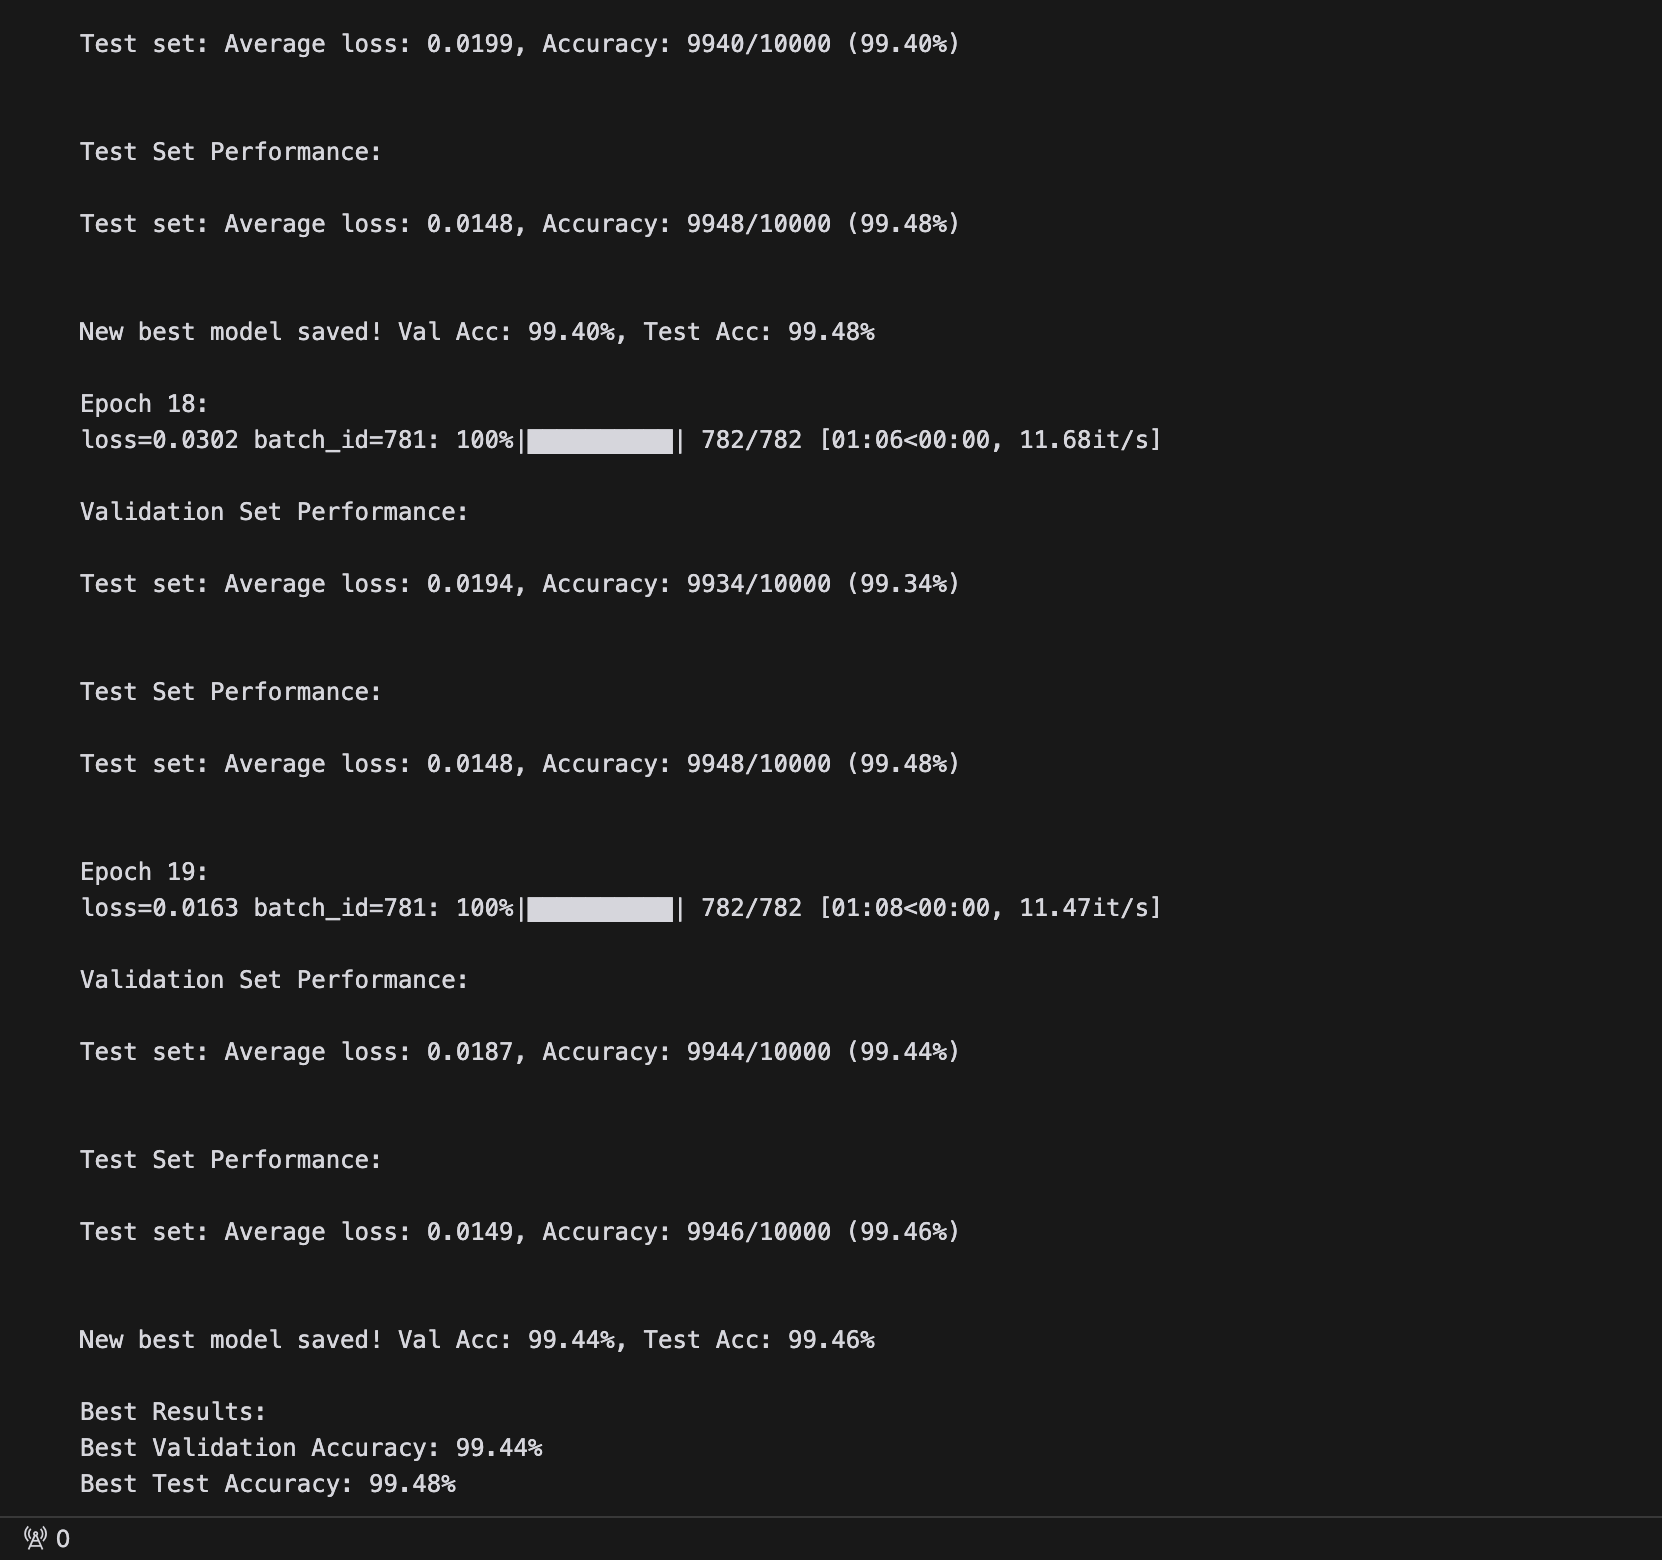 Test set: Average loss: 0.0199, Accuracy: 9940/10000 (99.40%)
Test Set Performance:
Test set: Average loss: 0.0148, Accuracy: 9948/10000 (99.48%)
New best model saved! Val Acc: 99.40%, Test Acc: 99.48%
Epoch 18:
loss=0.0302 batch_id=781: 100%|██████████| 782/782 [01:06<00:00, 11.68it/s]
Validation Set Performance:
Test set: Average loss: 0.0194, Accuracy: 9934/10000 (99.34%)
Test Set Performance:
Test set: Average loss: 0.0148, Accuracy: 9948/10000 (99.48%)
Epoch 19:
loss=0.0163 batch_id=781: 100%|██████████| 782/782 [01:08<00:00, 11.47it/s]
Validation Set Performance:
Test set: Average loss: 0.0187, Accuracy: 9944/10000 (99.44%)
Test Set Performance:
Test set: Average loss: 0.0149, Accuracy: 9946/10000 (99.46%)
New best model saved! Val Acc: 99.44%, Test Acc: 99.46%
Best Results:
Best Validation Accuracy: 99.44%
Best Test Accuracy: 99.48%
0